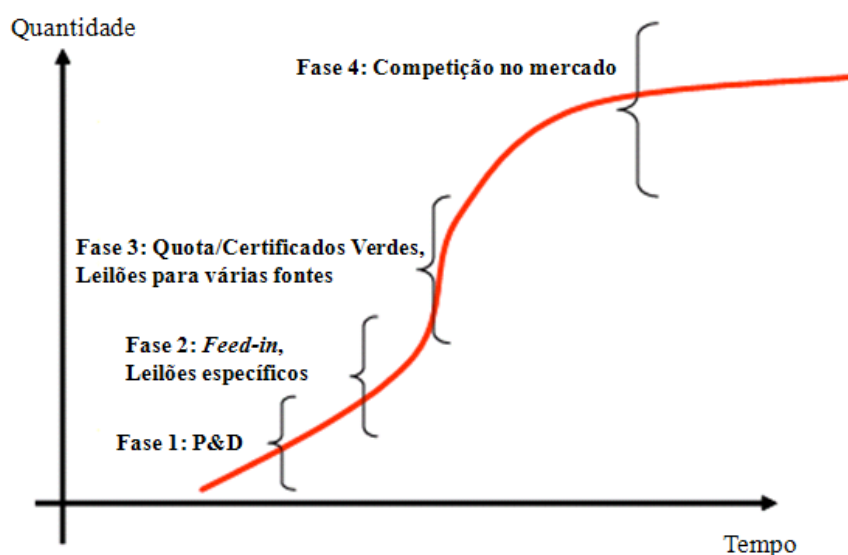 Quantidade
Fase 4: Competição no mercado
Fase 3: Quota/Certificados Verdes,
Leilões para várias fontes
Fase 2: Feed-in,
Leilões específicos
Fase 1: P&D
Tempo